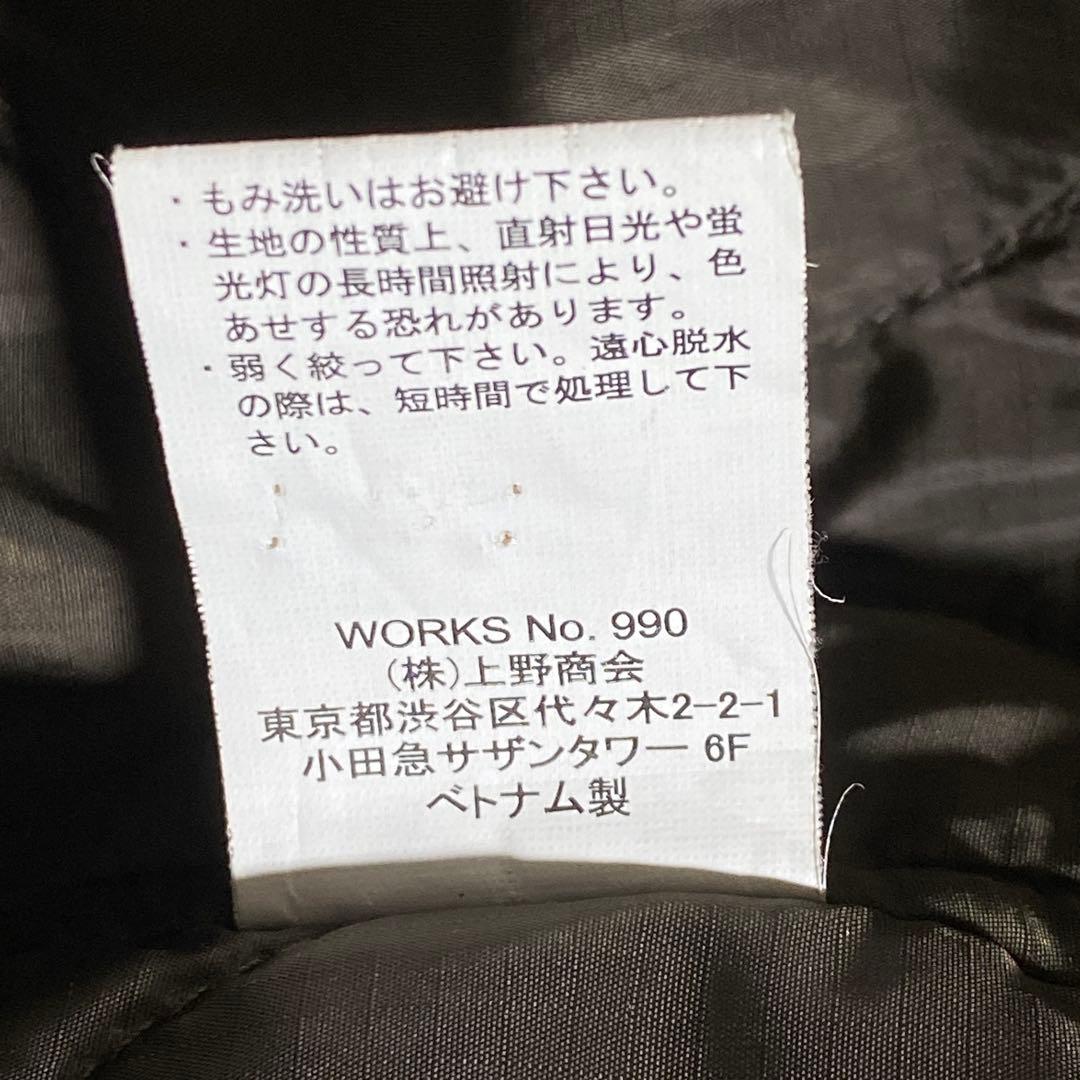 ・もみ洗いはお避け下さい。
・生地の性質上、直射日光や蛍
光灯の長時間照射により、色
あせする恐れがあります。
・弱く絞って下さい。遠心脱水
の際は、短時間で処理して下
さい。
WORKS No. 990
(株)上野商会
東京都渋谷区代々木2-2-1
小田急サザンタワー 6F
ベトナム製